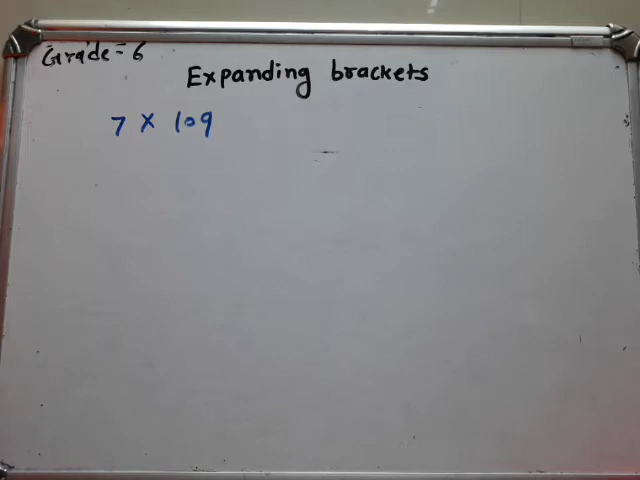 Grade = 6
Expanding brackets
7 × 109